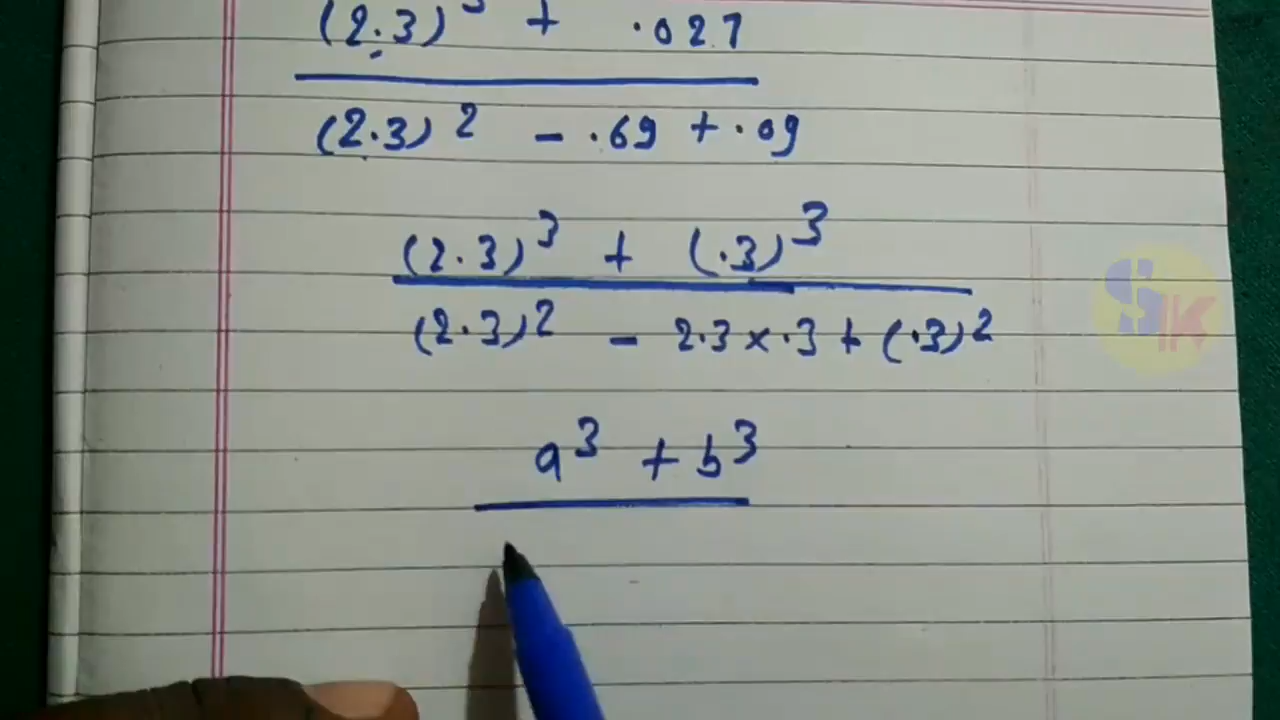 (2.3)³ + .027
(2.3)² - .69 + .09
(2.3)³ + (.3)³
(2.3)² - 2.3 × .3 + (.3)²
a³ + b³
SK